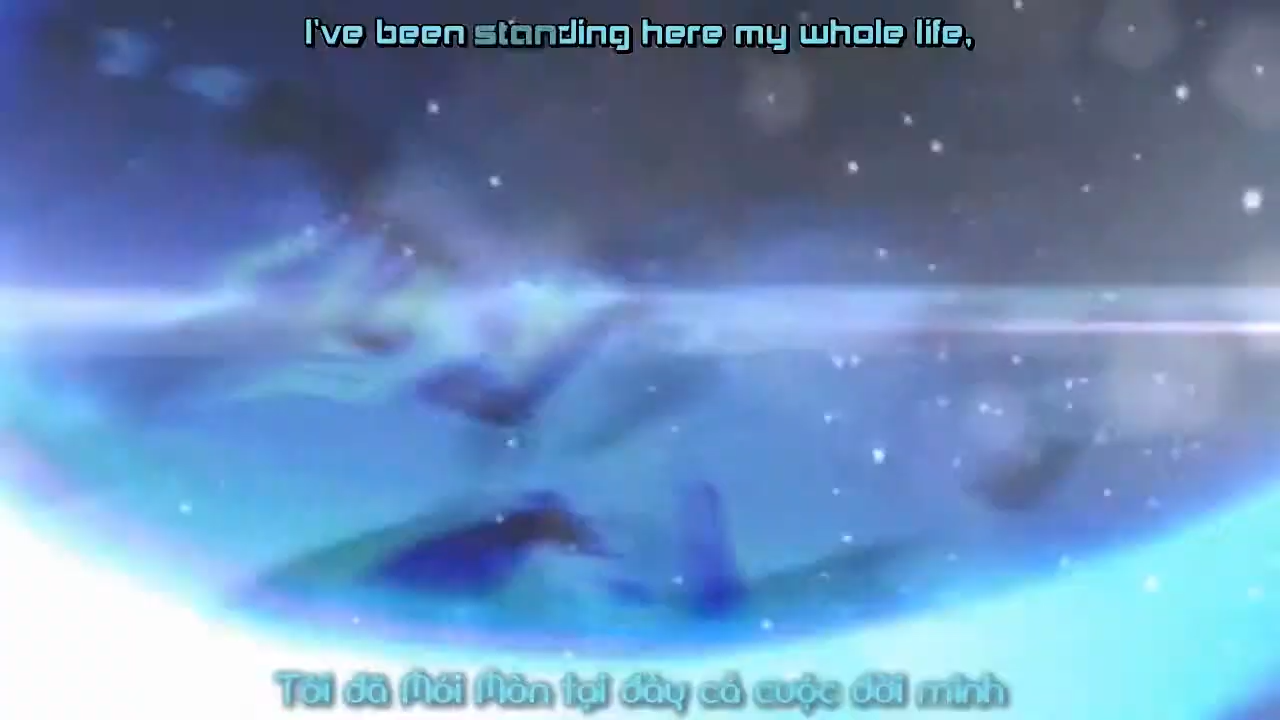 I've been standing here my whole life,
Tôi đã Mỏi Mòn tại đây cả cuộc đời mình